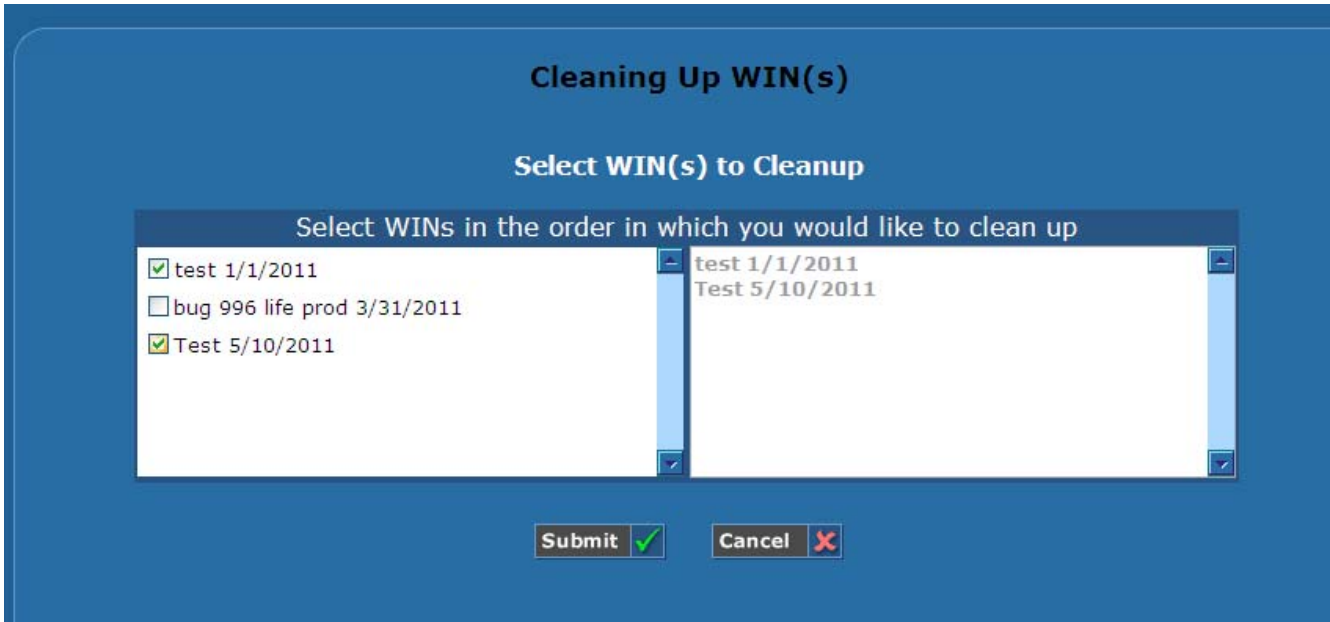 Cleaning Up WIN(s)
Select WIN(s) to Cleanup
Select WINs in the order in which you would like to clean up
test 1/1/2011
bug 996 life prod 3/31/2011
Test 5/10/2011
test 1/1/2011
Test 5/10/2011
Submit
Cancel